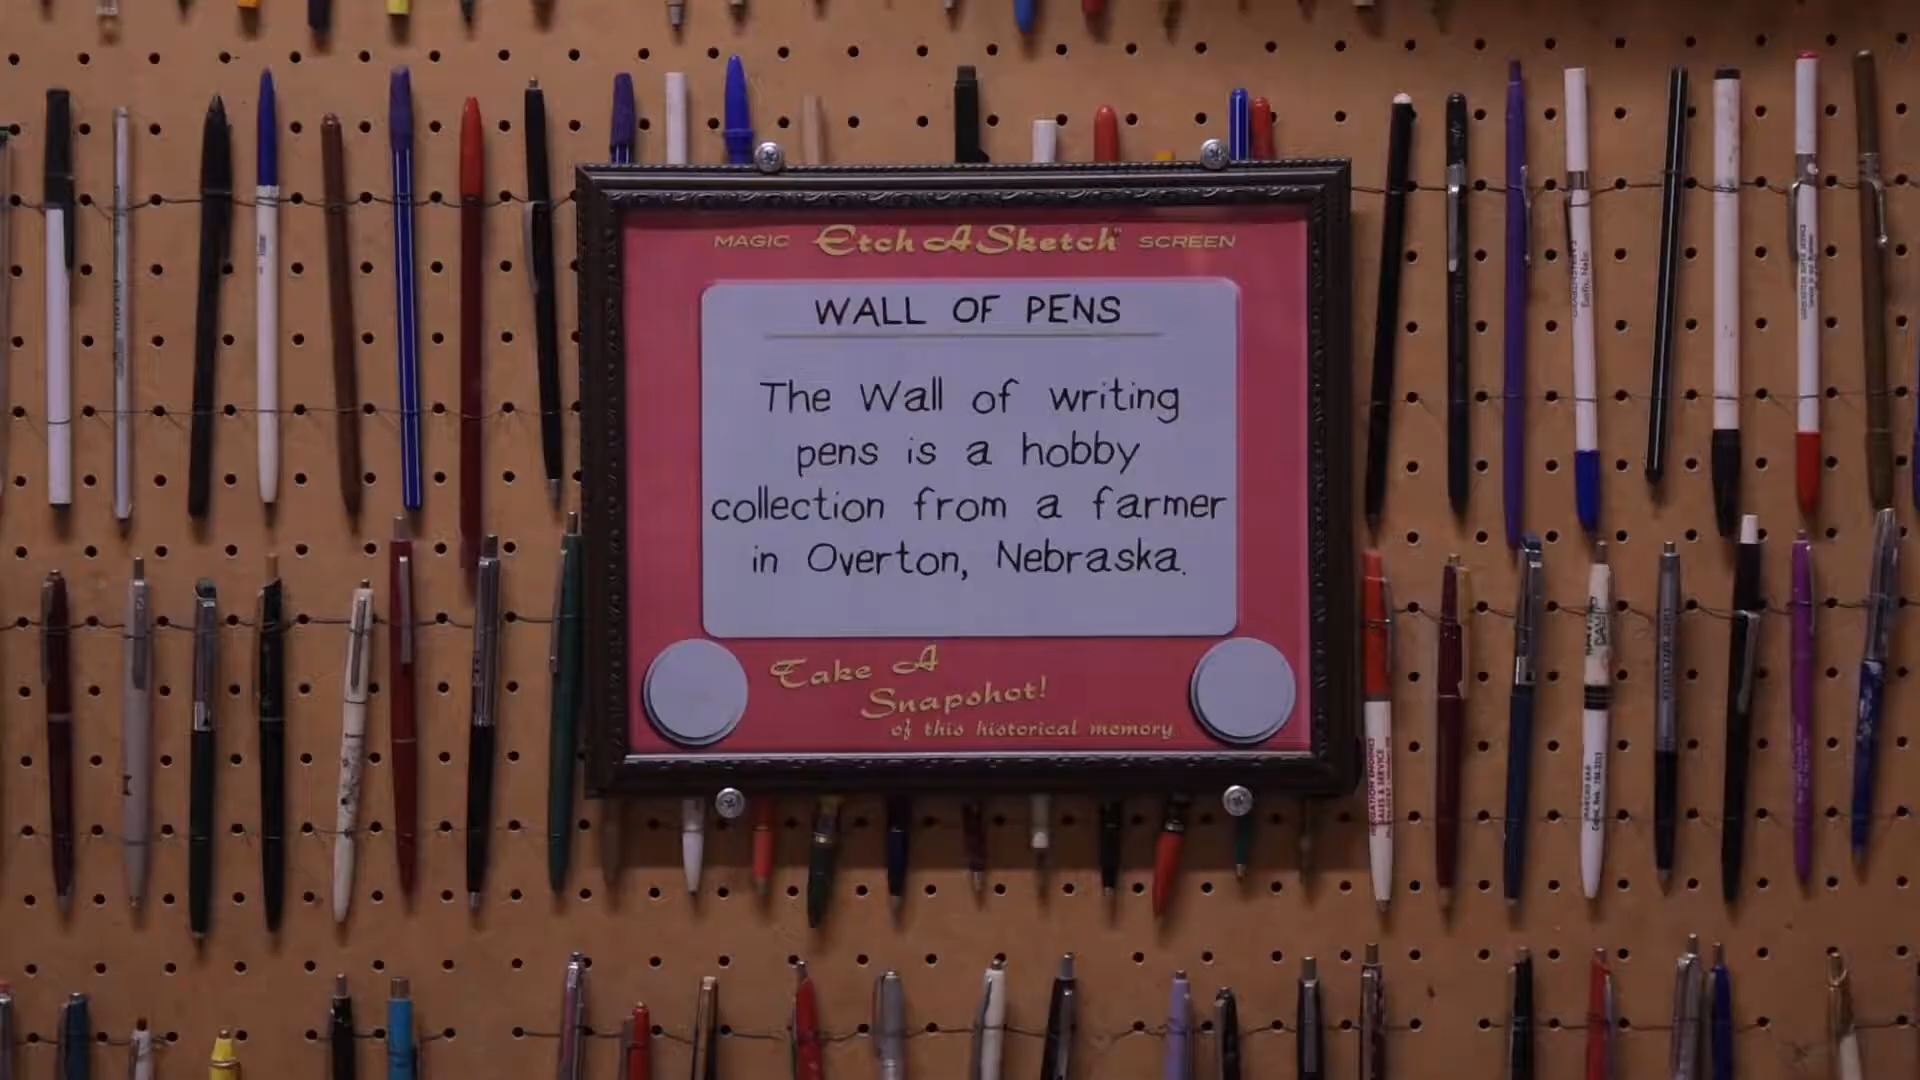 MAGIC Etch A Sketch SCREEN
WALL OF PENS
The Wall of writing
pens is a hobby
collection from a farmer
in Overton, Nebraska.
Take A
Snapshot!
of this historical memory